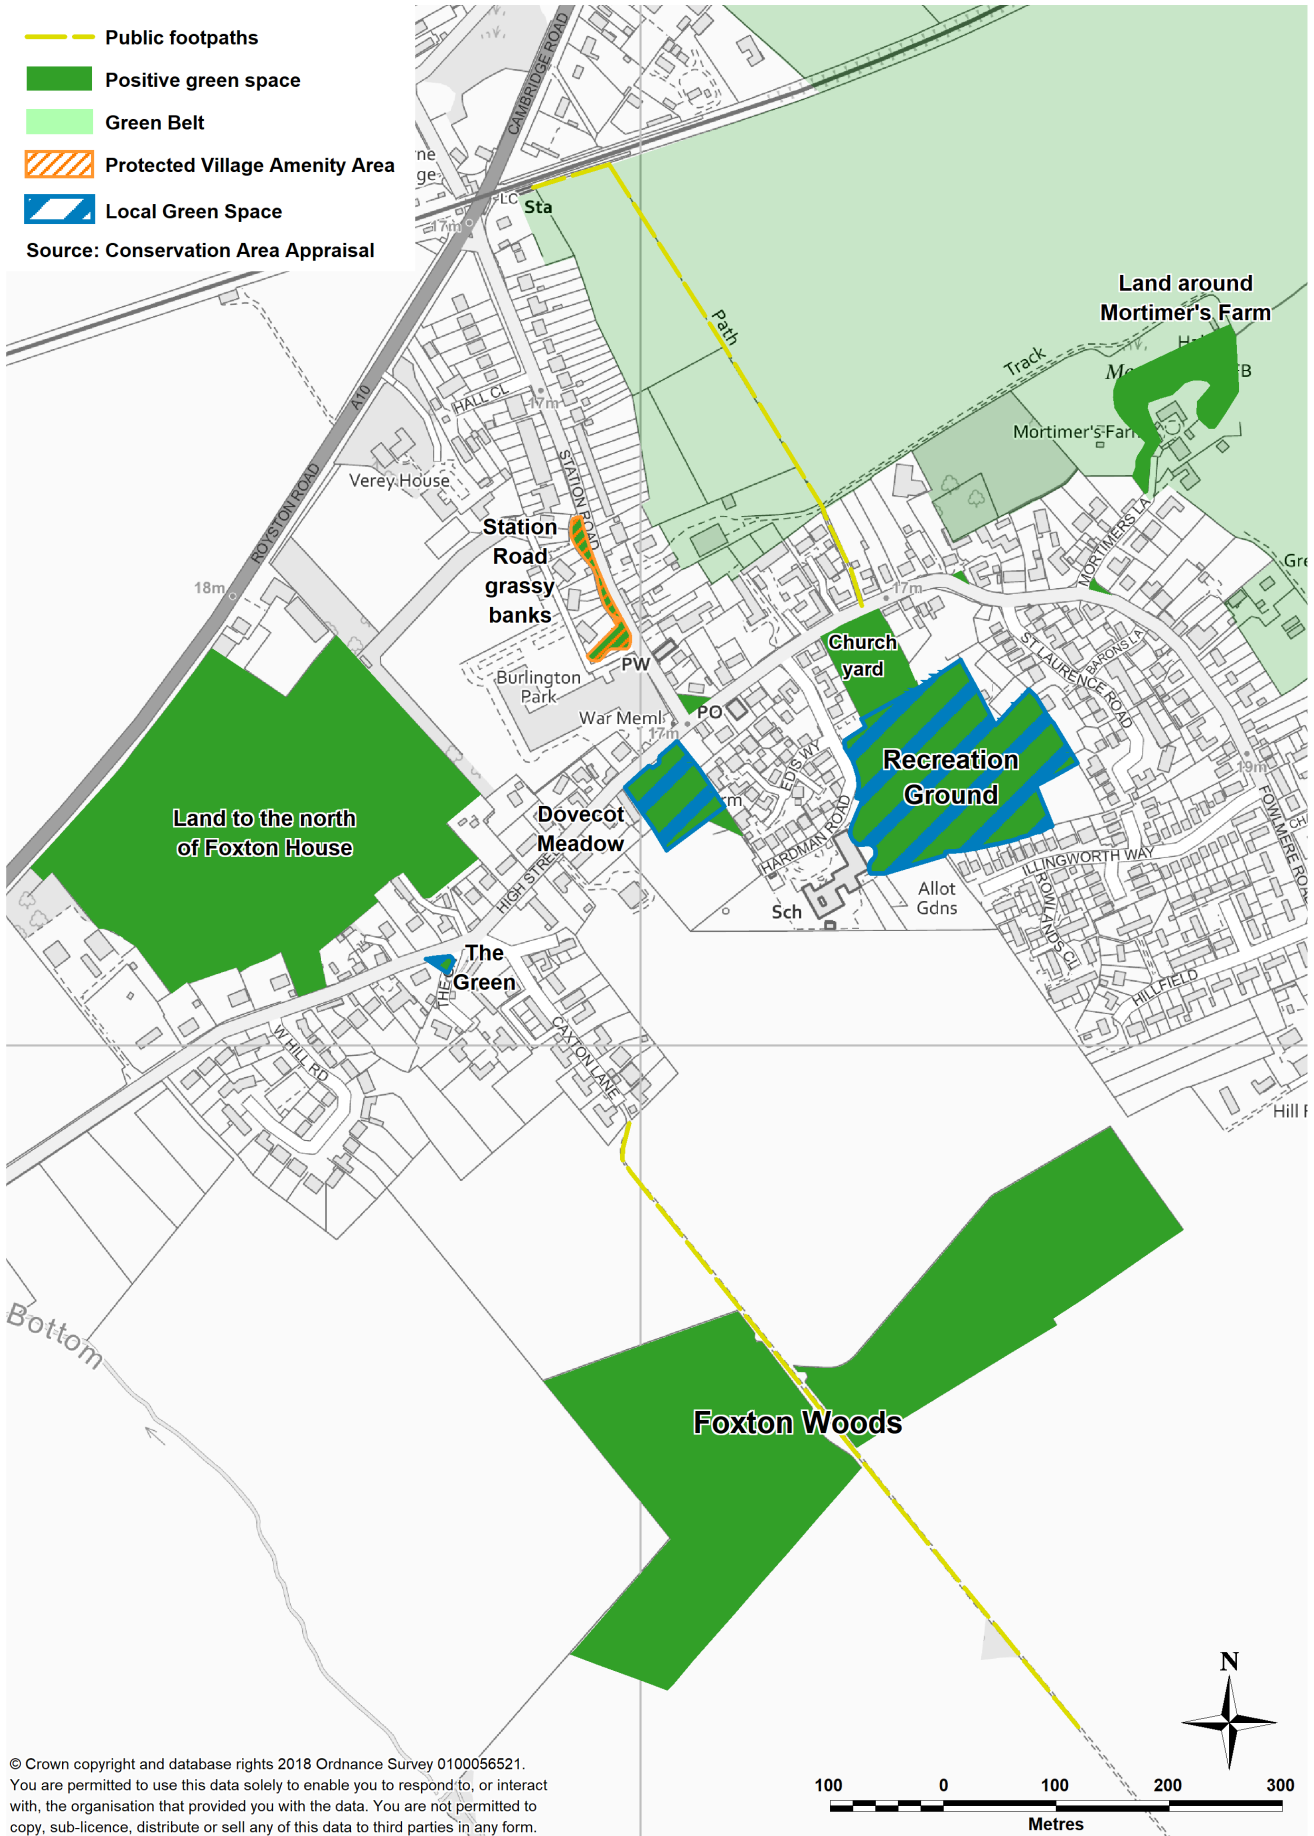 Public footpaths
Positive green space
Green Belt
Protected Village Amenity Area
Local Green Space
Source: Conservation Area Appraisal
CAMBRIDGE ROAD
LC
Sta
17m
Path
Land around
Mortimer's Farm
Track
Mortimer's Farm
A10
HALL CL
17m
Verey House
STATION ROAD
ROYSTON ROAD
18m
Station
Road
grassy
banks
MORTIMERS LA
17m
Church
yard
PW
Burlington
Park
War Meml
17m
PO
ST LAURENCE ROAD
BARONS LA
EDIS WY
Recreation
Ground
19m
FOWLMERE ROAD
Land to the north
of Foxton House
Dovecot
Meadow
HARDMAN ROAD
ILLINGWORTH WAY
HIGH STREET
Sch
Allot
Gdns
ROWLANDS CL
The
Green
HILLFIELD
W HILL RD
CAXTON LANE
Bottom
Foxton Woods
N
© Crown copyright and database rights 2018 Ordnance Survey 0100056521.
You are permitted to use this data solely to enable you to respond to, or interact
with, the organisation that provided you with the data. You are not permitted to
copy, sub-licence, distribute or sell any of this data to third parties in any form.
100 0 100 200 300
Metres